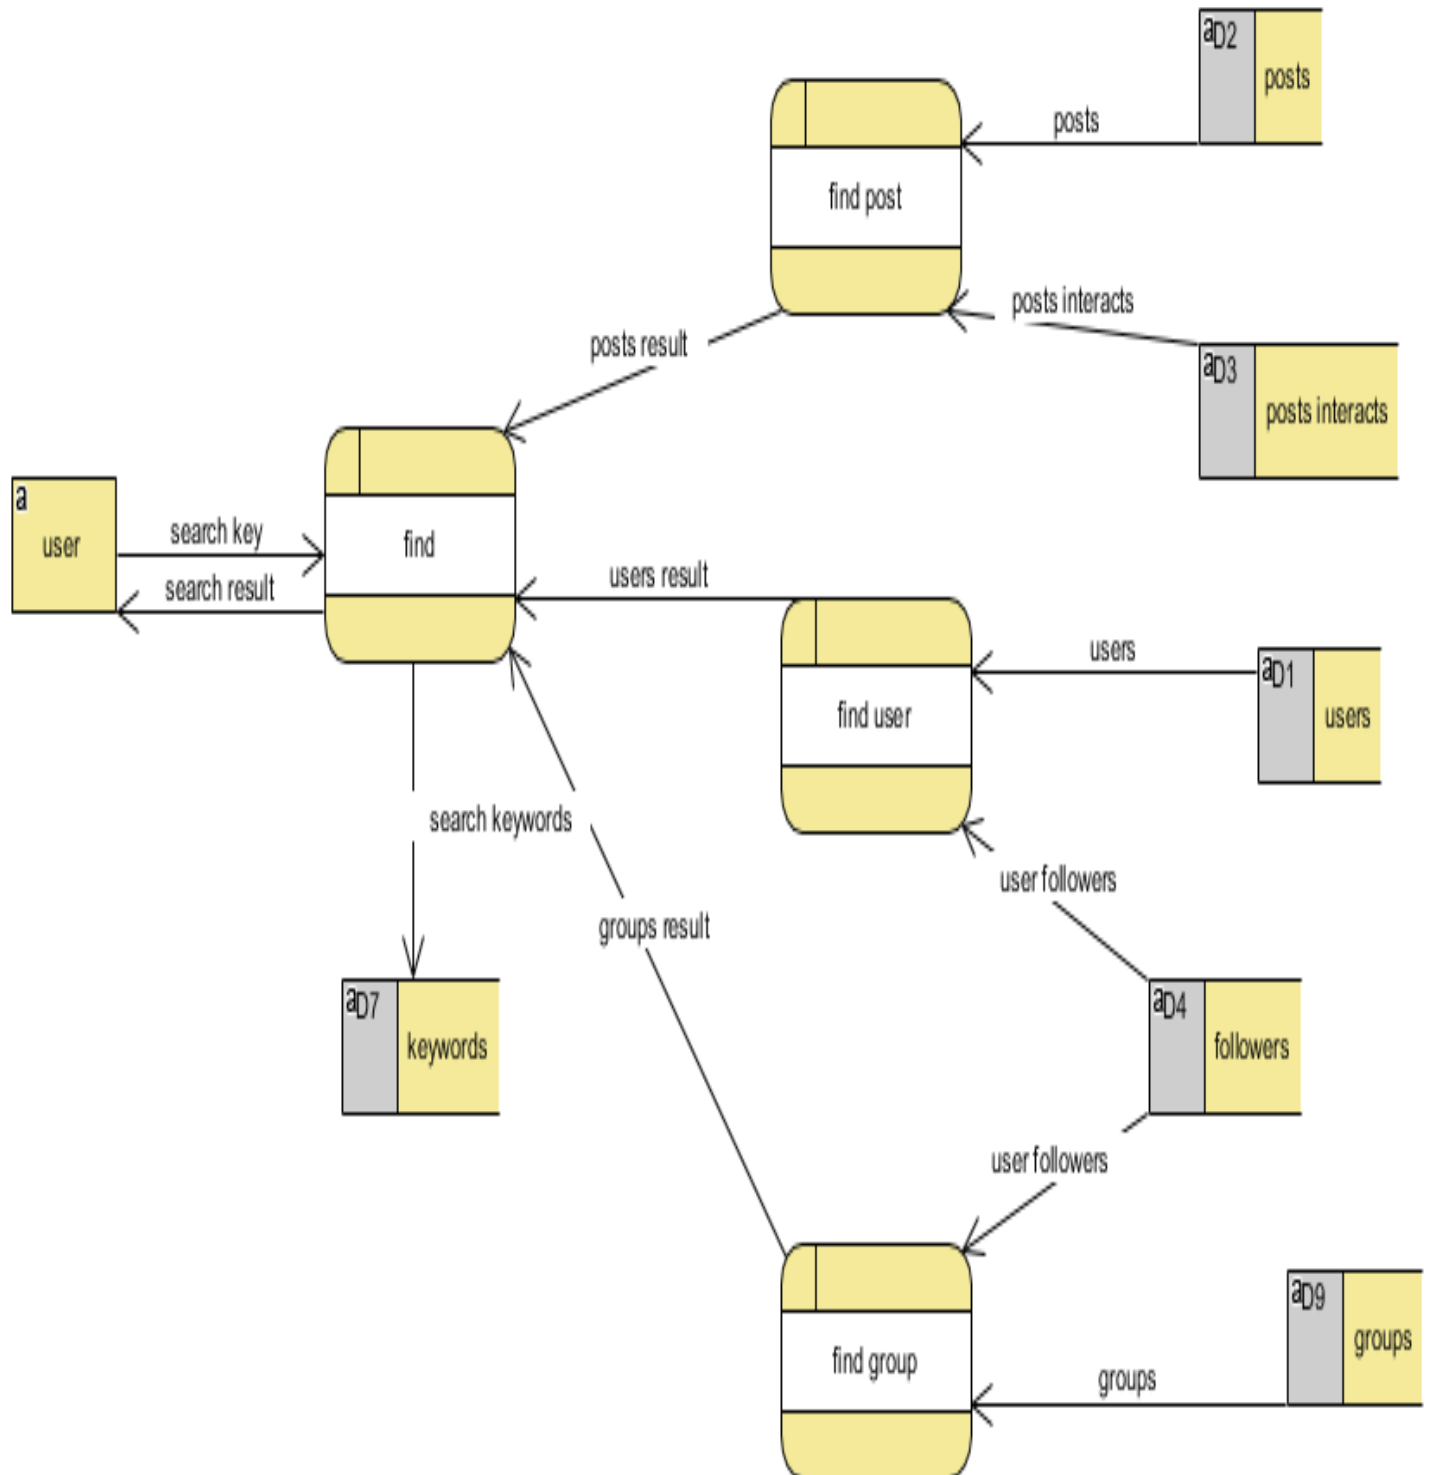 aD2
posts
posts
find post
posts interacts
posts result
aD3
posts interacts
a
user
search key
find
search result
users result
users
aD1
users
find user
search keywords
user followers
groups result
aD7
keywords
aD4
followers
user followers
aD9
groups
find group
groups